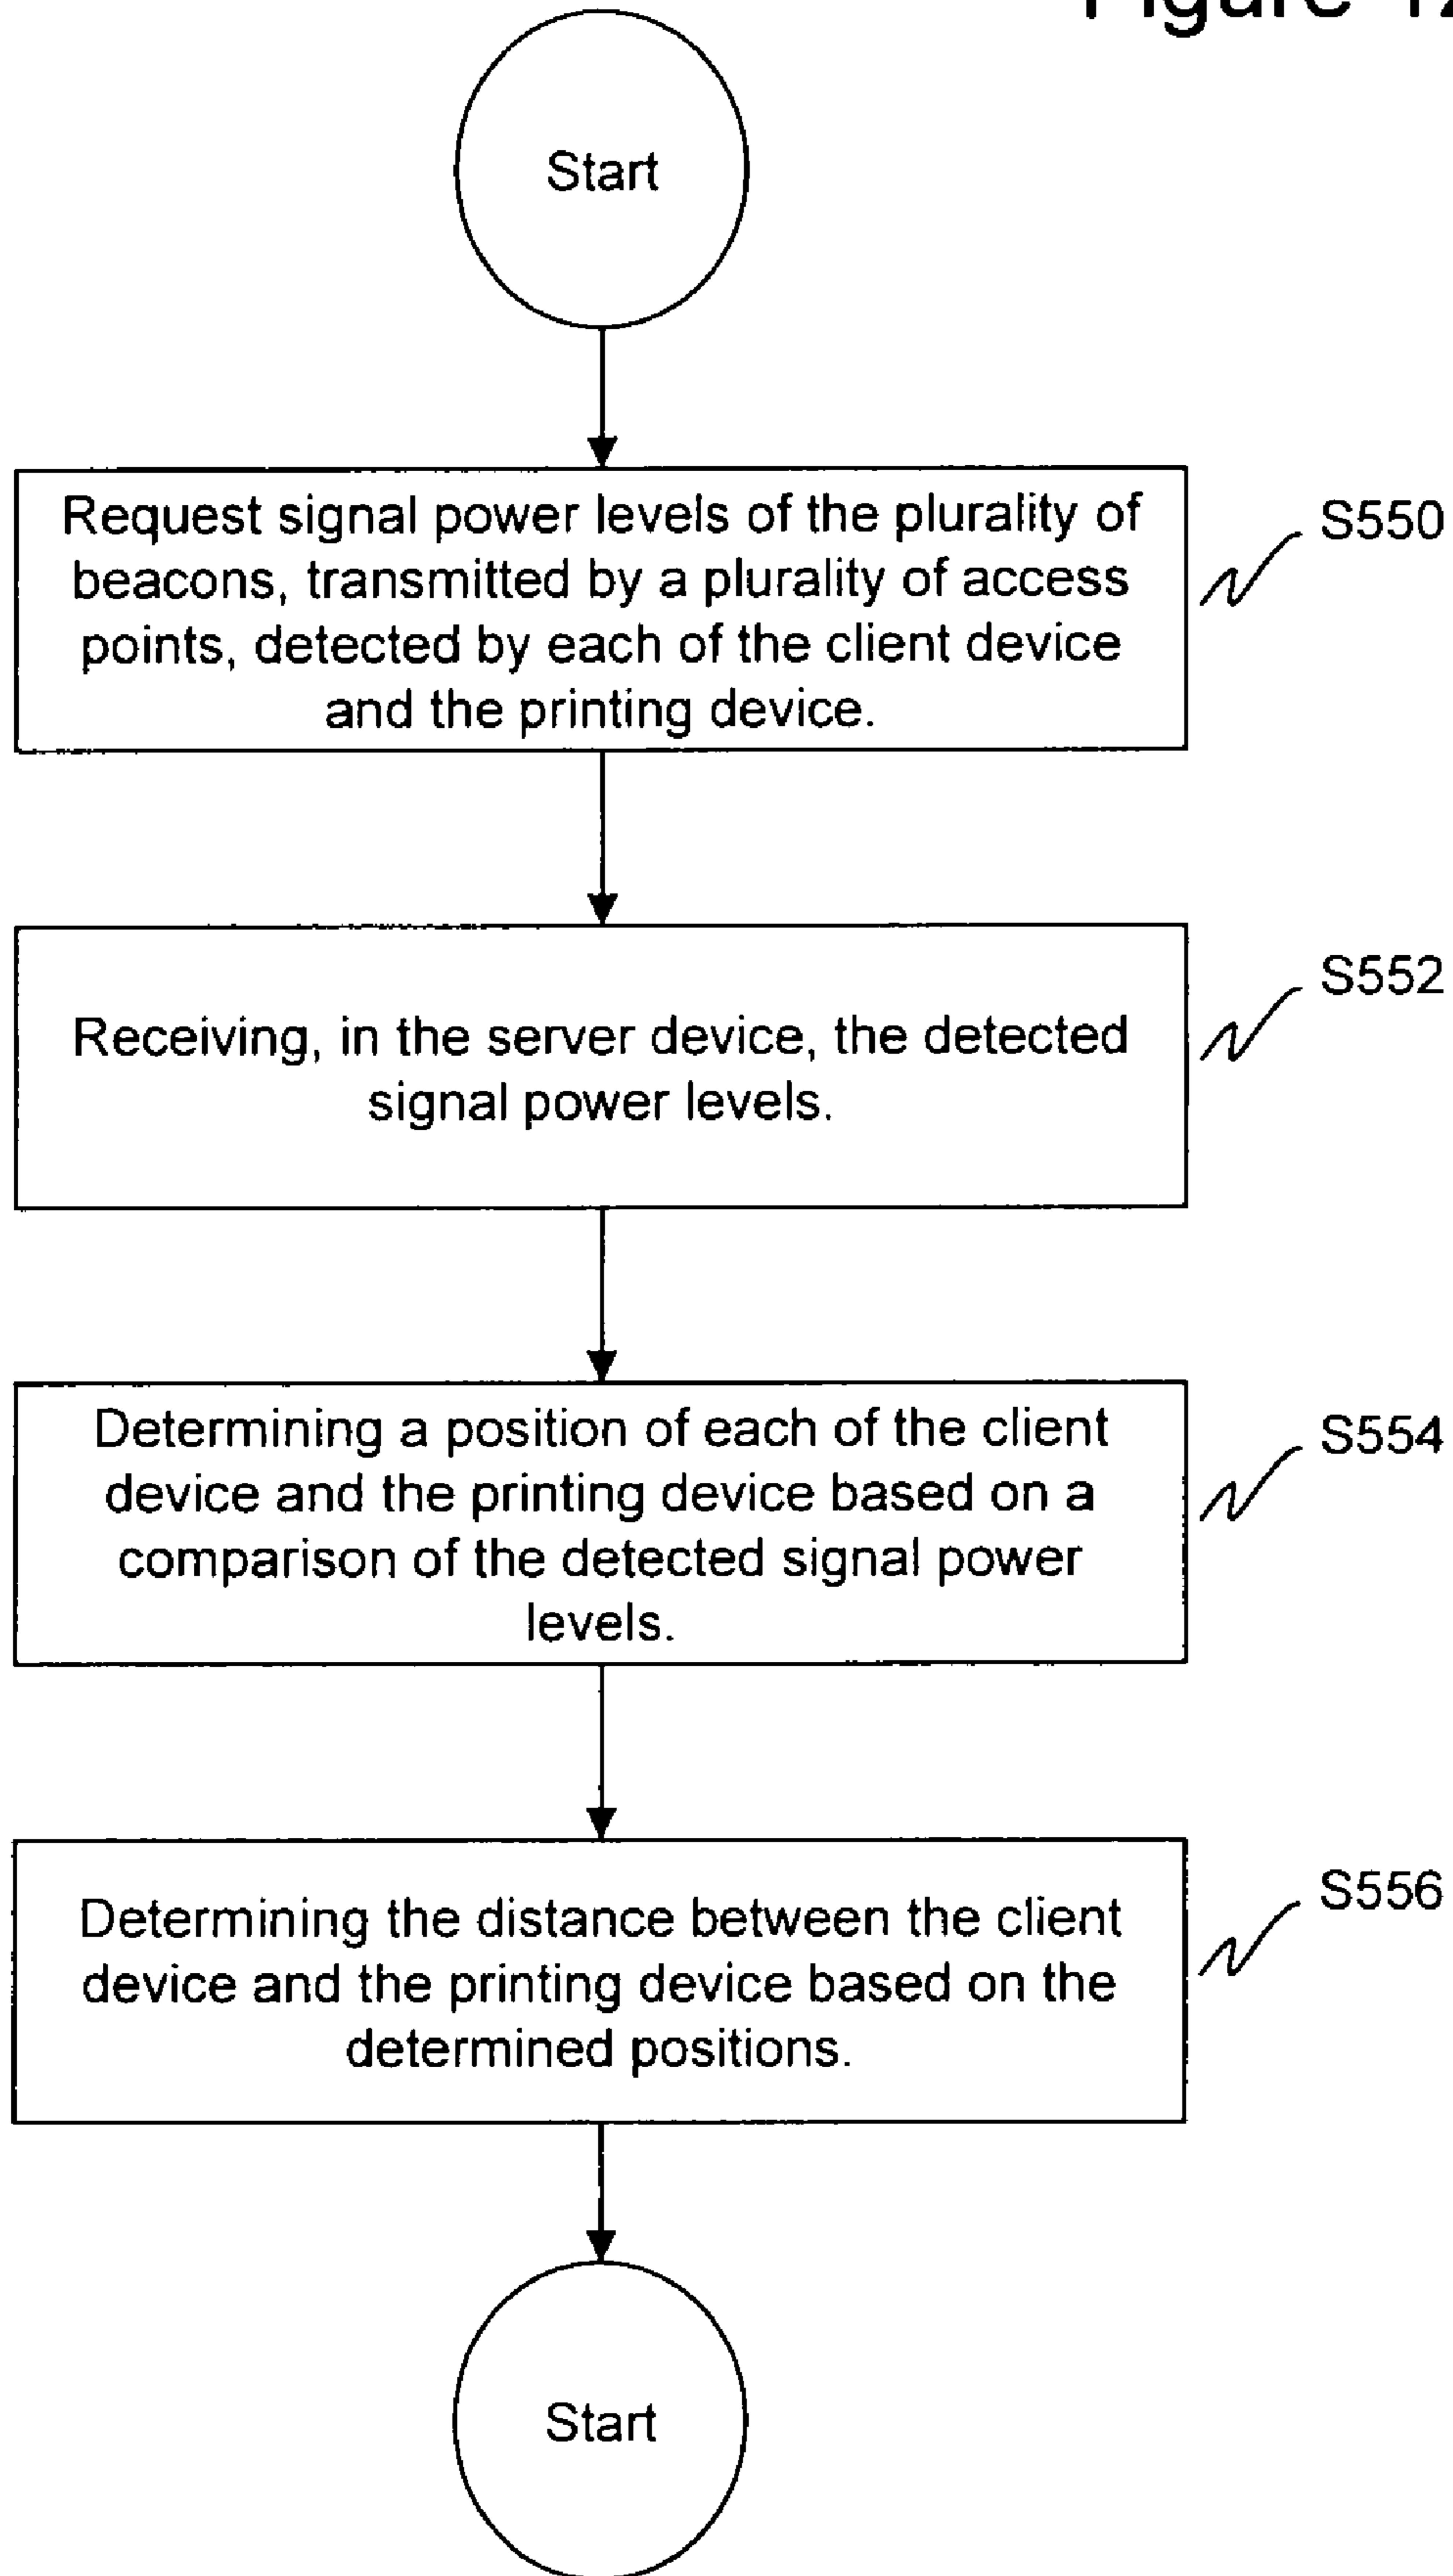 Figure 12
Start
Request signal power levels of the plurality of
beacons, transmitted by a plurality of access
points, detected by each of the client device
and the printing device.
S550
Receiving, in the server device, the detected
signal power levels.
S552
Determining a position of each of the client
device and the printing device based on a
comparison of the detected signal power
levels.
S554
Determining the distance between the client
device and the printing device based on the
determined positions.
S556
Start